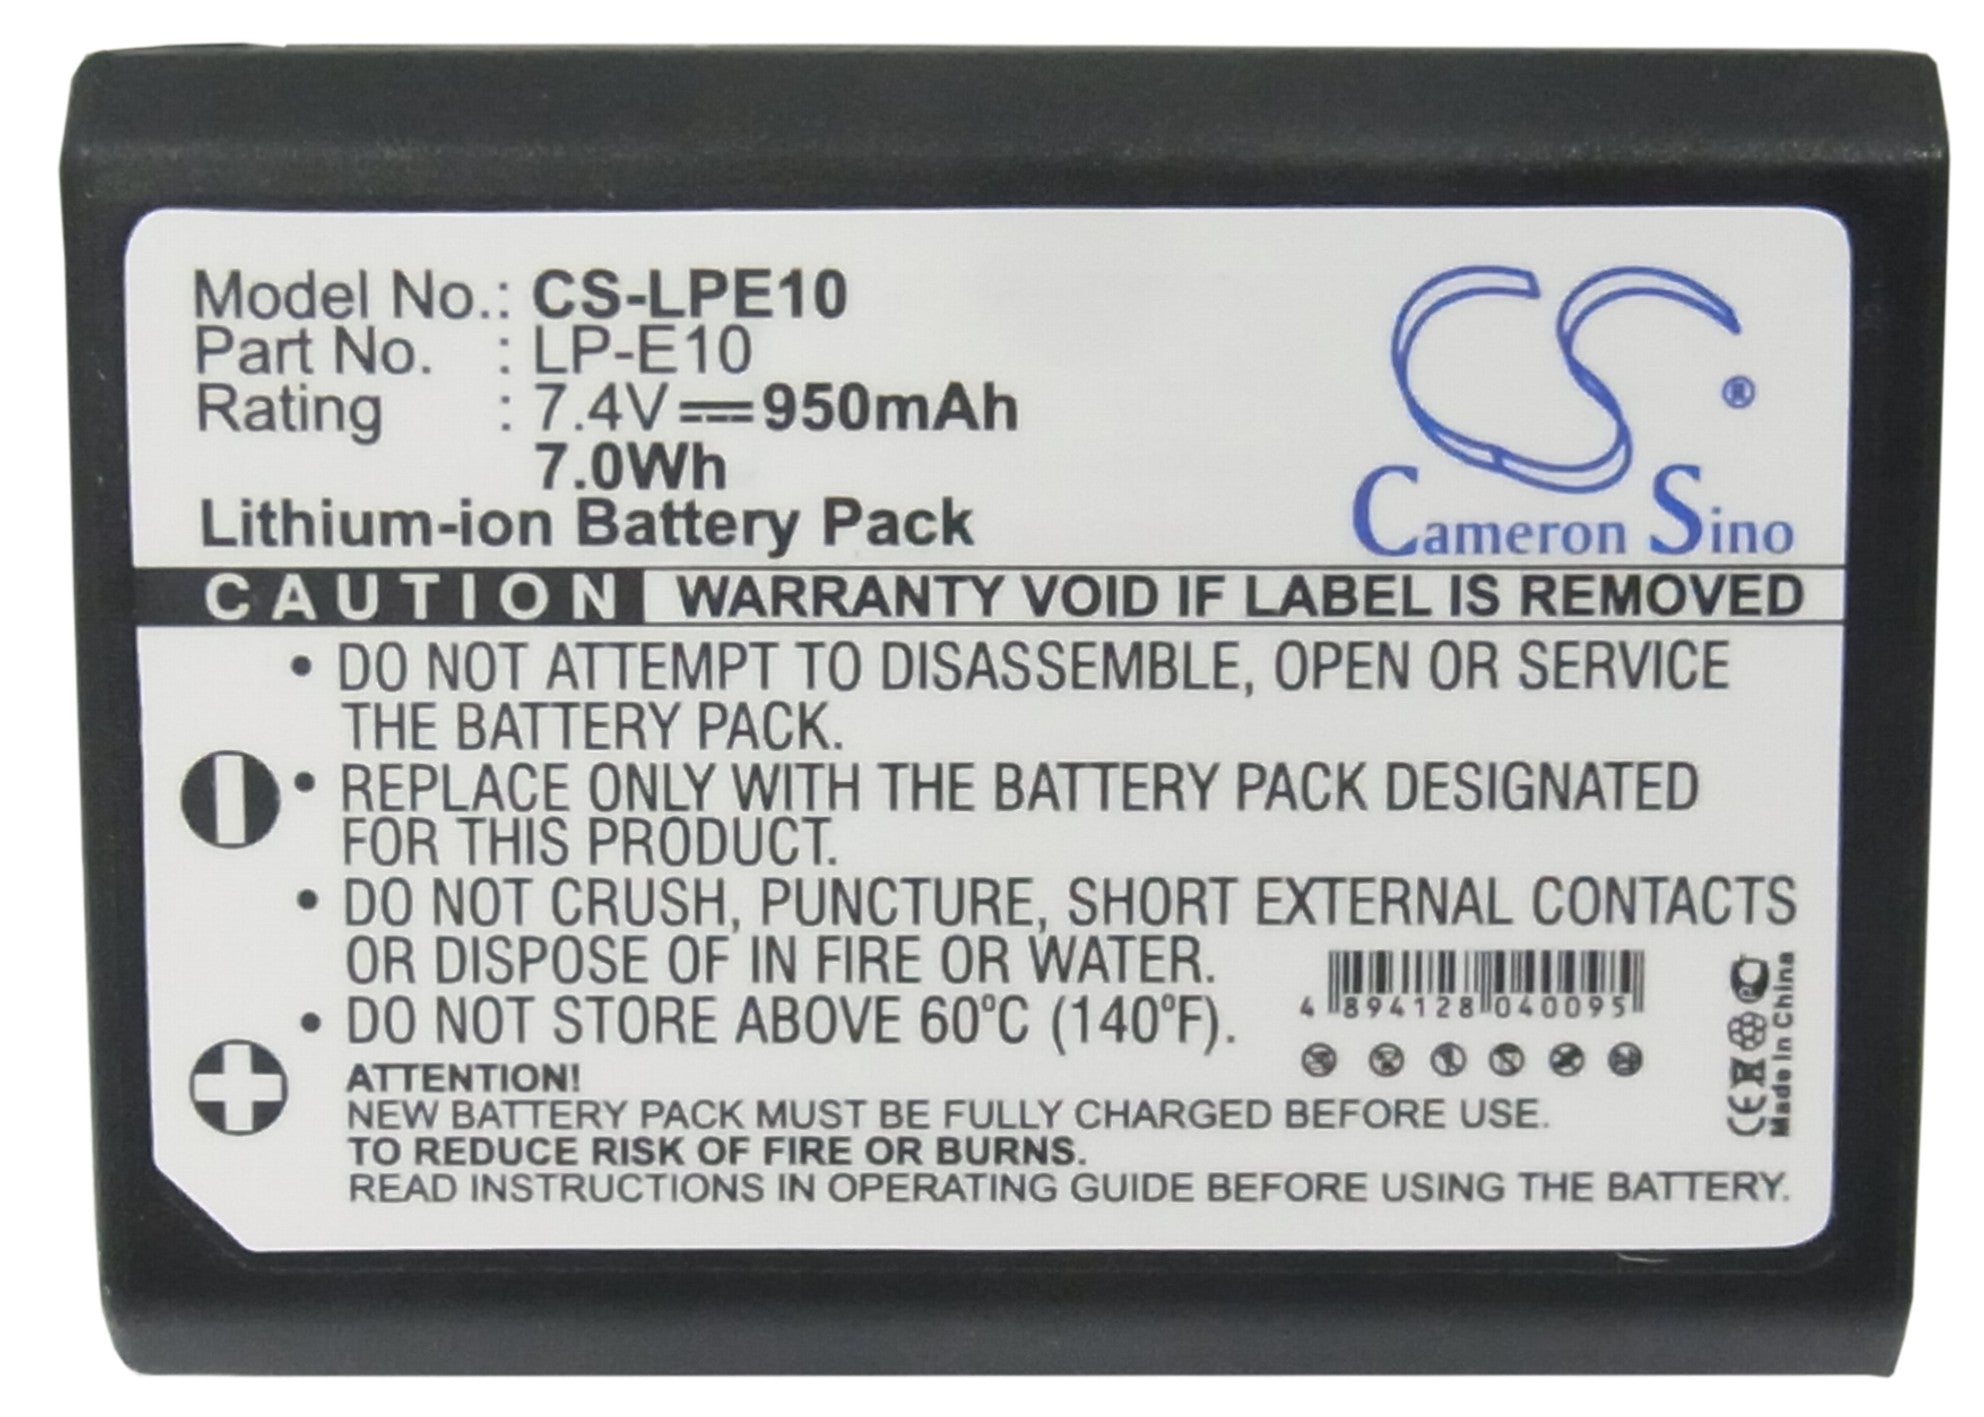 Model No.: CS-LPE10
Part No. : LP-E10
Rating : 7.4V 950mAh
7.0Wh
Lithium-ion Battery Pack
CS ®
Cameron Sino
CAUTION WARRANTY VOID IF LABEL IS REMOVED
• DO NOT ATTEMPT TO DISASSEMBLE, OPEN OR SERVICE
THE BATTERY PACK.
• REPLACE ONLY WITH THE BATTERY PACK DESIGNATED
FOR THIS PRODUCT.
• DO NOT CRUSH, PUNCTURE, SHORT EXTERNAL CONTACTS
OR DISPOSE OF IN FIRE OR WATER.
• DO NOT STORE ABOVE 60°C (140°F).
4 894128 040095
CE
Made in China
ATTENTION!
NEW BATTERY PACK MUST BE FULLY CHARGED BEFORE USE.
TO REDUCE RISK OF FIRE OR BURNS.
READ INSTRUCTIONS IN OPERATING GUIDE BEFORE USING THE BATTERY.